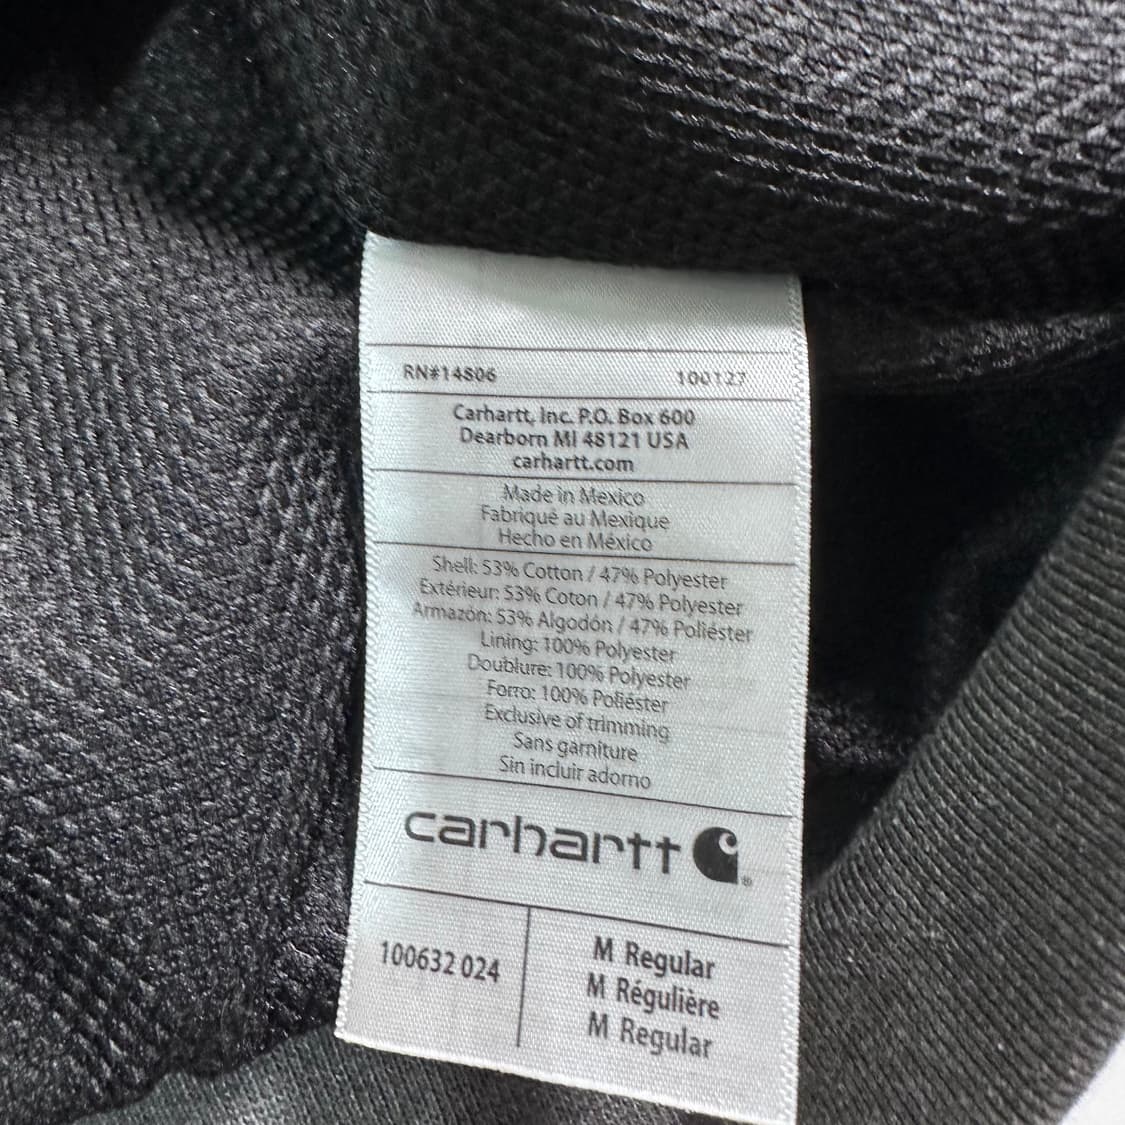 RN#14806 100127
Carhartt, Inc. P.O. Box 600
Dearborn MI 48121 USA
carhartt.com
Made in Mexico
Fabriqué au Mexique
Hecho en México
Shell: 53% Cotton / 47% Polyester
Extérieur: 53% Coton / 47% Polyester
Armazón: 53% Algodón / 47% Poliéster
Lining: 100% Polyester
Doublure: 100% Polyester
Forro: 100% Poliéster
Exclusive of trimming
Sans garniture
Sin incluir adorno
carhartt ®
100632 024
M Regular
M Régulière
M Regular